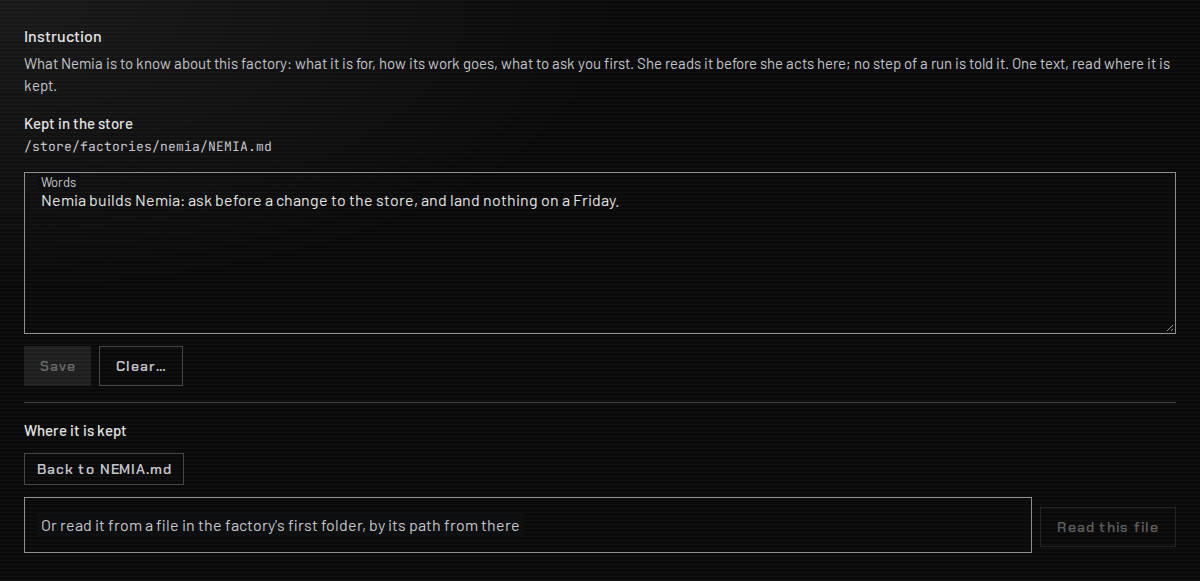 Instruction
What Nemia is to know about this factory: what it is for, how its work goes, what to ask you first. She reads it before she acts here; no step of a run is told it. One text, read where it is
kept.
Kept in the store
/store/factories/nemia/NEMIA.md
Words
Nemia builds Nemia: ask before a change to the store, and land nothing on a Friday.
Save
Clear…
Where it is kept
Back to NEMIA.md
Or read it from a file in the factory's first folder, by its path from there
Read this file